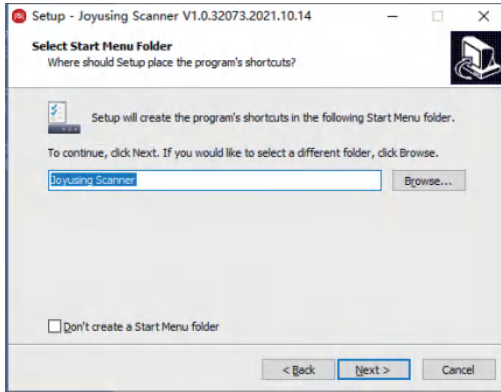 Setup - Joyusing Scanner V1.0.32073.2021.10.14
Select Start Menu Folder
Where should Setup place the program's shortcuts?
Setup will create the program's shortcuts in the following Start Menu folder.
To continue, click Next. If you would like to select a different folder, click Browse.
Joyusing Scanner
Browse...
Don't create a Start Menu folder
< Back
Next >
Cancel